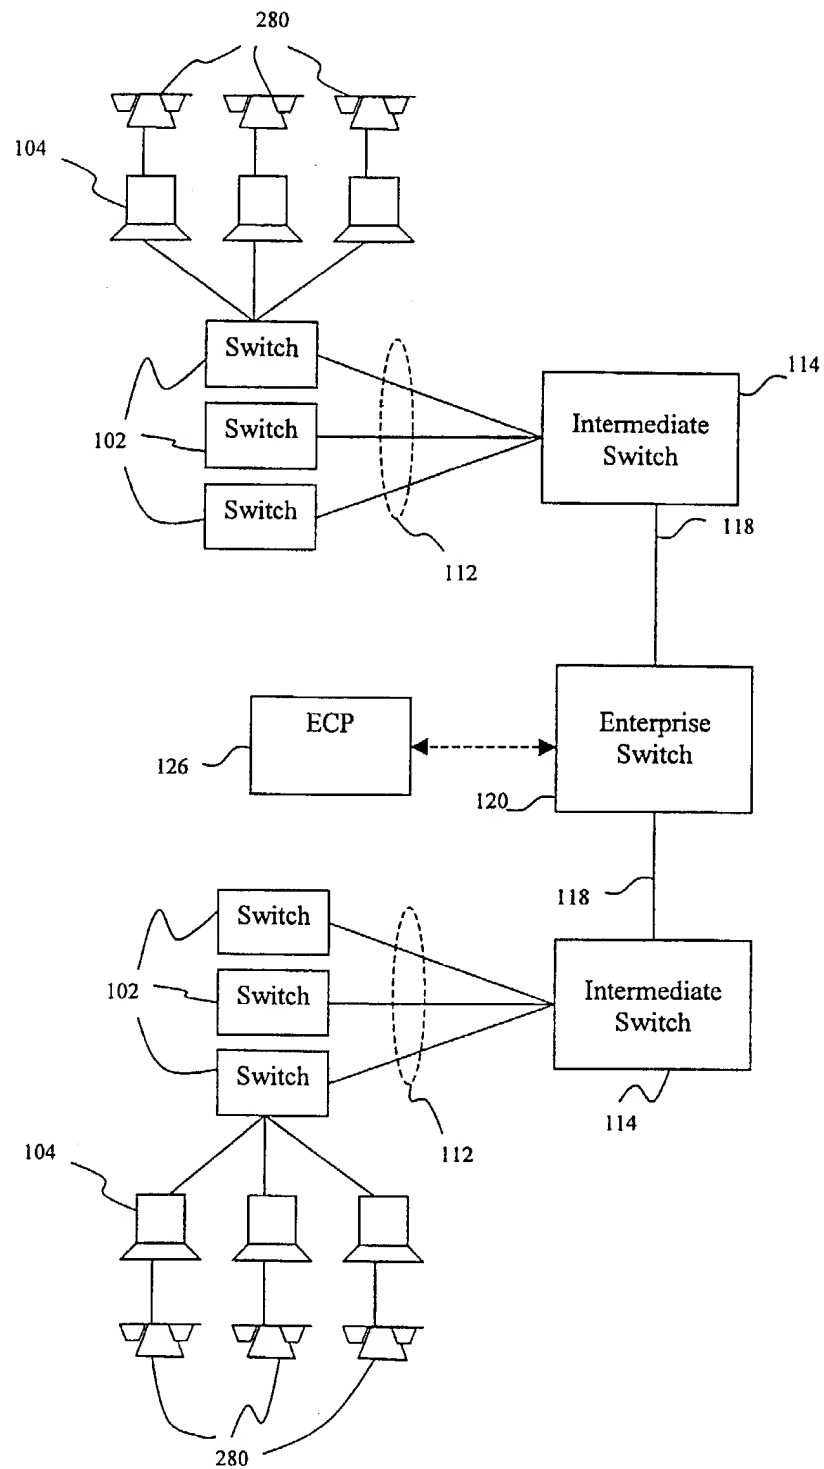 280
104
Switch
114
Intermediate
Switch
102
Switch
Switch
118
112
ECP
Enterprise
Switch
126
120
118
Switch
102
Switch
Intermediate
Switch
Switch
114
104
112
280